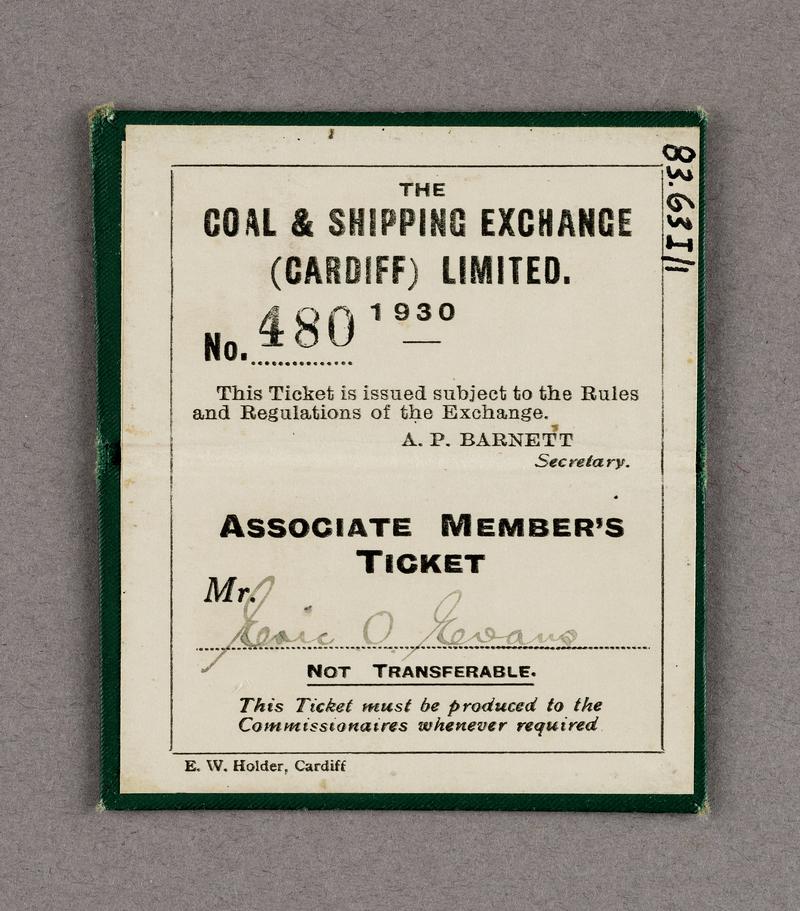 THE
COAL & SHIPPING EXCHANGE
(CARDIFF) LIMITED.
1930
No. 480
This Ticket is issued subject to the Rules
and Regulations of the Exchange.
A. P. BARNETT
Secretary.
ASSOCIATE MEMBER'S
TICKET
Mr. Eric O. Evans
NOT TRANSFERABLE.
This Ticket must be produced to the
Commissionaires whenever required
E. W. Holder, Cardiff
83.63I/1